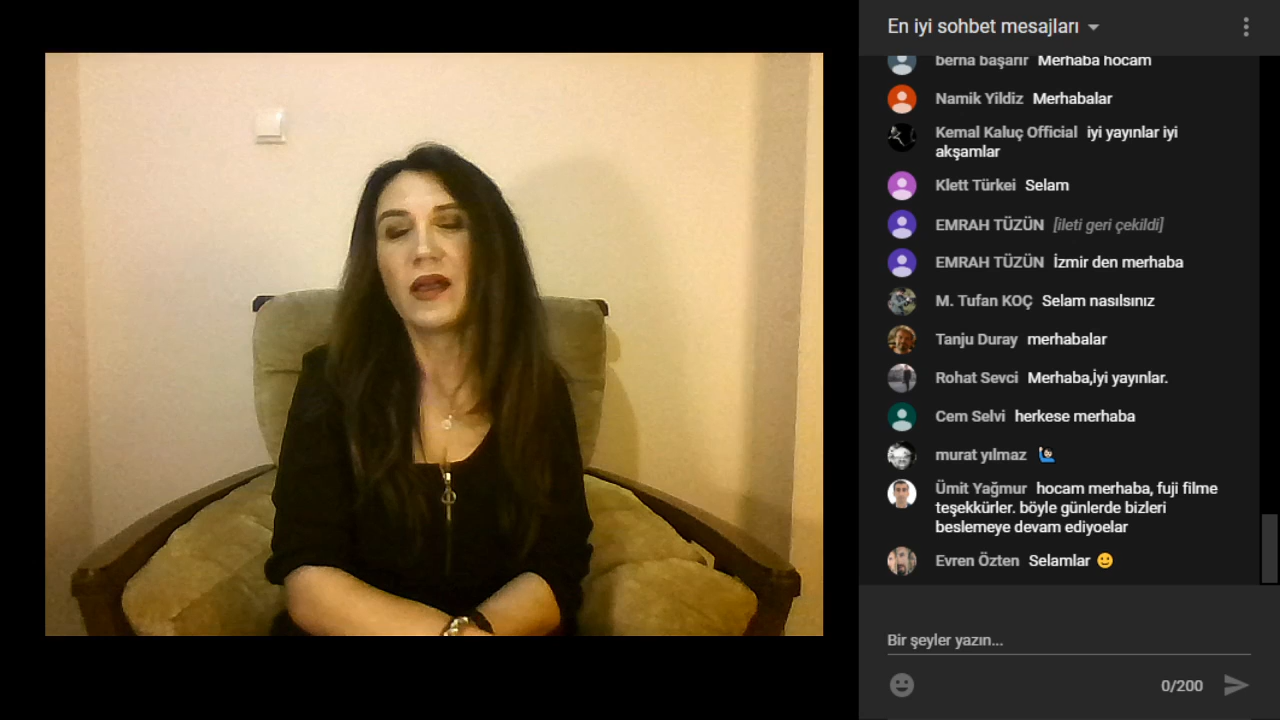 En iyi sohbet mesajları
berna başarır Merhaba hocam
Namik Yildiz Merhabalar
Kemal Kaluç Official iyi yayınlar iyi
akşamlar
Klett Türkei Selam
EMRAH TÜZÜN [ileti geri çekildi]
EMRAH TÜZÜN İzmir den merhaba
M. Tufan KOÇ Selam nasılsınız
Tanju Duray merhabalar
Rohat Sevci Merhaba,İyi yayınlar.
Cem Selvi herkese merhaba
murat yılmaz 🙋🏻‍♂️
Ümit Yağmur hocam merhaba, fuji filme
teşekkürler. böyle günlerde bizleri
beslemeye devam ediyoelar
Evren Özten Selamlar 🙂
Bir şeyler yazın...
0/200